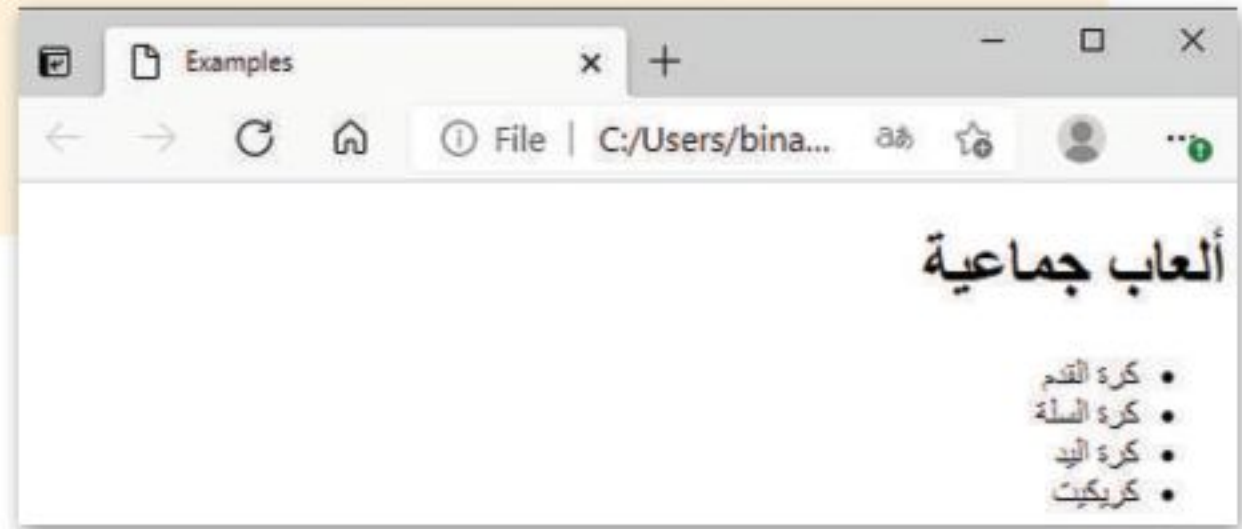 Examples
File | C:/Users/bina...
ألعاب جماعية
• كرة القدم
• كرة السلة
• كرة اليد
• كريكيت